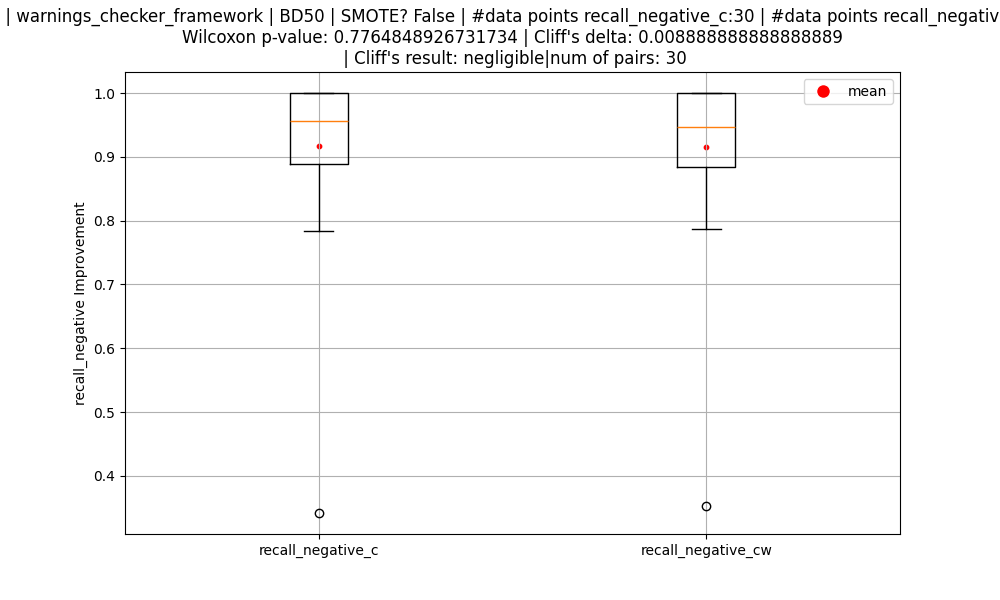 | warnings_checker_framework | BD50 | SMOTE? False | #data points recall_negative_c:30 | #data points recall_negativ
Wilcoxon p-value: 0.7764848926731734 | Cliff's delta: 0.008888888888888889
| Cliff's result: negligible|num of pairs: 30
mean
1.0
0.9
0.8
0.7
0.6
0.5
0.4
recall_negative Improvement
recall_negative_c
recall_negative_cw